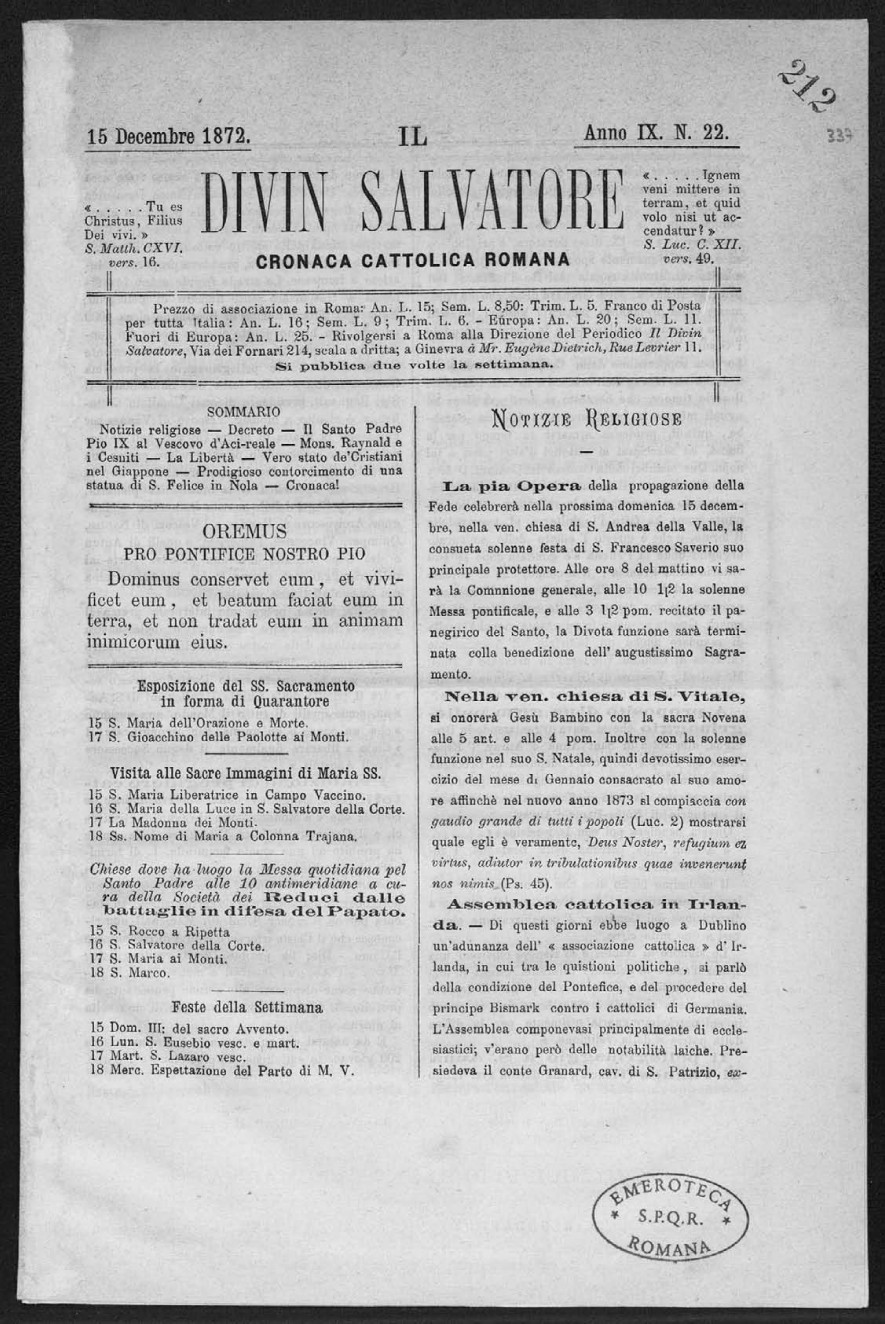 212
337
15 Decembre 1872.
IL
Anno IX. N. 22.
« . . . . . Tu es
Christus, Filius
Dei vivi. »
S. Matth. CXVI.
vers. 16.
DIVIN SALVATORE
CRONACA CATTOLICA ROMANA
« . . . . . Ignem
veni mittere in
terram, et quid
volo nisi ut ac-
cendatur? »
S. Luc. C. XII.
vers. 49.
Prezzo di associazione in Roma: An. L. 15; Sem. L. 8,50: Trim. L. 5. Franco di Posta
per tutta Italia: An. L. 16; Sem. L. 9; Trim. L. 6. - Europa: An. L. 20; Sem. L. 11.
Fuori di Europa: An. L. 25. - Rivolgersi a Roma alla Direzione del Periodico Il Divin
Salvatore, Via dei Fornari 214, scala a dritta; a Ginevra à Mr. Eugène Dietrich, Rue Levrier 11.
Si pubblica due volte la settimana.
SOMMARIO
Notizie religiose — Decreto — Il Santo Padre
Pio IX al Vescovo d'Aci-reale — Mons. Raynald e
i Cesuiti — La Libertà — Vero stato de'Cristiani
nel Giappone — Prodigioso contorcimento di una
statua di S. Felice in Nola — Cronaca!
OREMUS
PRO PONTIFICE NOSTRO PIO
Dominus conservet eum, et vivi-
ficet eum, et beatum faciat eum in
terra, et non tradat eum in animam
inimicorum eius.
Esposizione del SS. Sacramento
in forma di Quarantore
15 S. Maria dell'Orazione e Morte.
17 S. Gioacchino delle Paolotte ai Monti.
Visita alle Sacre Immagini di Maria SS.
15 S. Maria Liberatrice in Campo Vaccino.
16 S. Maria della Luce in S. Salvatore della Corte.
17 La Madonna dei Monti.
18 Ss. Nome di Maria a Colonna Trajana.
Chiese dove ha luogo la Messa quotidiana pel
Santo Padre alle 10 antimeridiane a cu-
ra della Società dei Reduci dalle
battaglie in difesa del Papato.
15 S. Rocco a Ripetta
16 S. Salvatore della Corte.
17 S. Maria ai Monti.
18 S. Marco.
Feste della Settimana
15 Dom. III: del sacro Avvento.
16 Lun. S. Eusebio vesc. e mart.
17 Mart. S. Lazaro vesc.
18 Merc. Espettazione del Parto di M. V.
NOTIZIE RELIGIOSE
La pia Opera della propagazione della
Fede celebrerà nella prossima domenica 15 decem-
bre, nella ven. chiesa di S. Andrea della Valle, la
consueta solenne festa di S. Francesco Saverio suo
principale protettore. Alle ore 8 del mattino vi sa-
rà la Comnnione generale, alle 10 1¡2 la solenne
Messa pontificale, e alle 3 1¡2 pom. recitato il pa-
negirico del Santo, la Divota funzione sarà termi-
nata colla benedizione dell' augustissimo Sagra-
mento.
Nella ven. chiesa di S. Vitale,
si onorerà Gesù Bambino con la sacra Novena
alle 5 ant. e alle 4 pom. Inoltre con la solenne
funzione nel suo S. Natale, quindi devotissimo eser-
cizio del mese di Gennaio consacrato al suo amo-
re affinchè nel nuovo anno 1873 si compiaccia con
gaudio grande di tutti i popoli (Luc. 2) mostrarsi
quale egli è veramente, Deus Noster, refugium ez
virtus, adiutor in tribulationibus quae invenerunt
nos nimis (Ps. 45).
Assemblea cattolica in Irlan-
da. — Di questi giorni ebbe luogo a Dublino
un'adunanza dell' « associazione cattolica » d' Ir-
landa, in cui tra le quistioni politiche, si parlò
della condizione del Pontefice, e del procedere del
principe Bismark contro i cattolici di Germania.
L'Assemblea componevasi principalmente di eccle-
siastici; v'erano però delle notabilità laiche. Pre-
siedeva il conte Granard, cav. di S. Patrizio, ex-
EMEROTECA
* S.P.Q.R. *
ROMANA